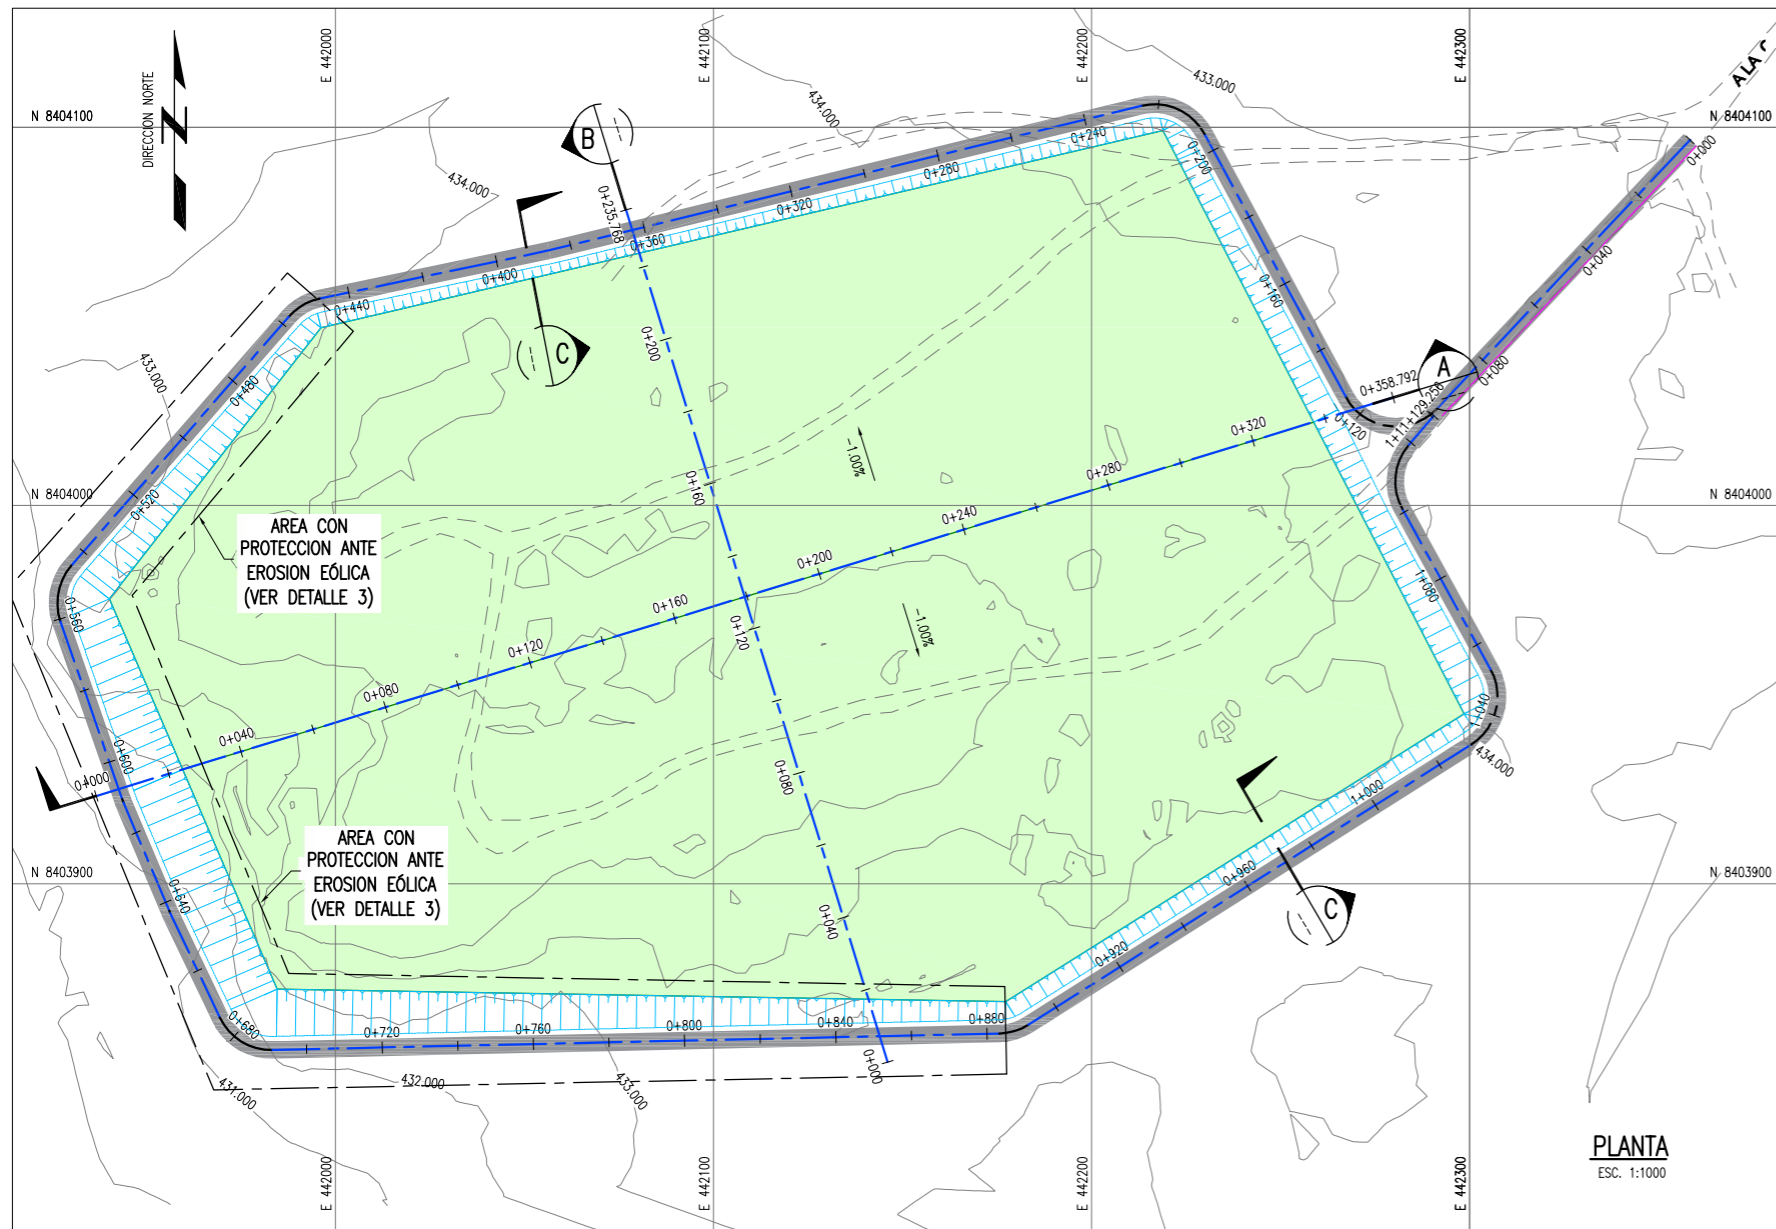 E 442000
E 442100
E 442200
E 442300
DIRECCION NORTE
N
N 8404100
N 8404100
434.000
433.000
434.000
433.000
B
0+235.768
0+000
0+040
0+080
0+120
0+160
0+200
0+240
0+280
0+320
0+360
0+400
0+440
0+480
0+520
0+560
0+600
0+640
0+680
0+720
0+760
0+800
0+840
0+880
0+920
0+960
1+000
1+040
1+080
C
A
0+358.792
0+320
0+280
0+240
0+200
0+160
0+120
0+080
0+040
0+000
0+200
0+160
0+120
0+080
0+040
0+000
-1.00%
-1.00%
N 8404000
N 8404000
AREA CON
PROTECCION ANTE
EROSION EÓLICA
(VER DETALLE 3)
AREA CON
PROTECCION ANTE
EROSION EÓLICA
(VER DETALLE 3)
434.000
N 8403900
N 8403900
C
431.000
432.000
433.000
PLANTA
ESC. 1:1000
E 442000
E 442100
E 442200
E 442300